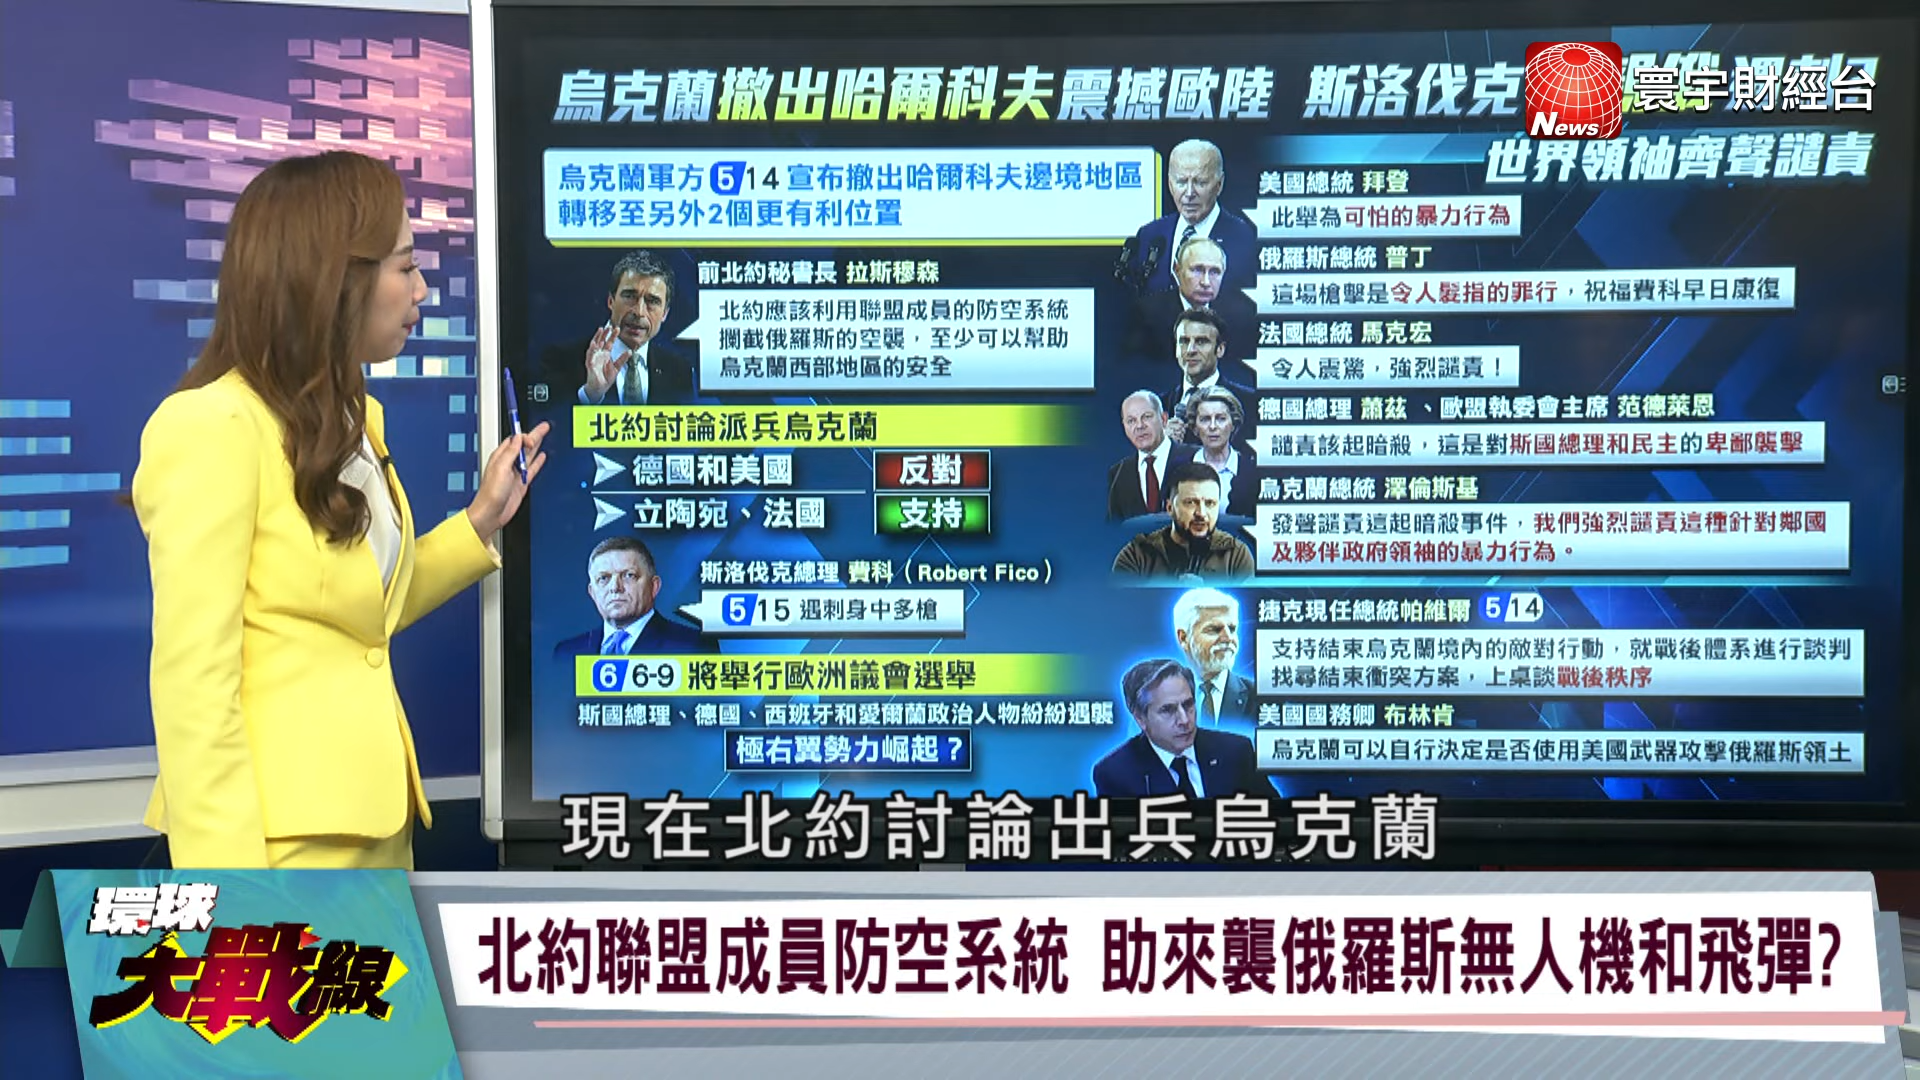 烏克蘭撤出哈爾科夫震撼歐陸 斯洛伐克
世界領袖齊聲譴責
News
寰宇財經台
烏克蘭軍方 5/14 宣布撤出哈爾科夫邊境地區
轉移至另外2個更有利位置
前北約秘書長 拉斯穆森
北約應該利用聯盟成員的防空系統
攔截俄羅斯的空襲，至少可以幫助
烏克蘭西部地區的安全
北約討論派兵烏克蘭
德國和美國 反對
立陶宛、法國 支持
斯洛伐克總理 費科（Robert Fico）
5/15 遇刺身中多槍
6/6-9 將舉行歐洲議會選舉
斯國總理、德國、西班牙和愛爾蘭政治人物紛紛遇襲
極右翼勢力崛起？
美國總統 拜登
此舉為可怕的暴力行為
俄羅斯總統 普丁
這場槍擊是令人髮指的罪行，祝福費科早日康復
法國總統 馬克宏
令人震驚，強烈譴責！
德國總理 蕭茲 、歐盟執委會主席 范德萊恩
譴責該起暗殺，這是對斯國總理和民主的卑鄙襲擊
烏克蘭總統 澤倫斯基
發聲譴責這起暗殺事件，我們強烈譴責這種針對鄰國
及夥伴政府領袖的暴力行為。
捷克現任總統帕維爾 5/14
支持結束烏克蘭境內的敵對行動，就戰後體系進行談判
找尋結束衝突方案，上桌談戰後秩序
美國國務卿 布林肯
烏克蘭可以自行決定是否使用美國武器攻擊俄羅斯領土
現在北約討論出兵烏克蘭
環球
大戰線
北約聯盟成員防空系統 助來襲俄羅斯無人機和飛彈?